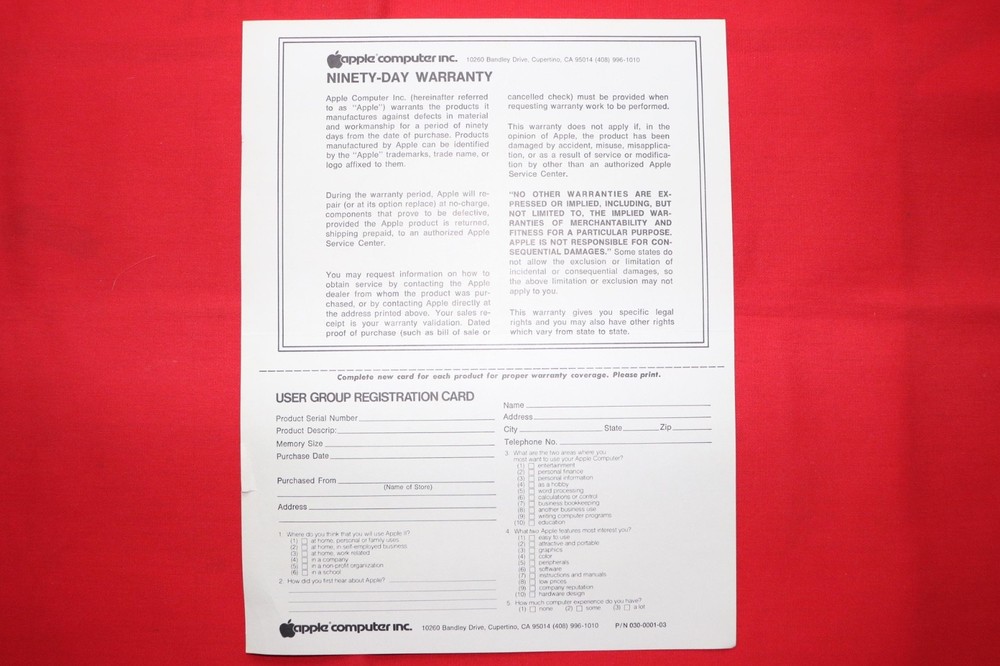 apple computer inc. 10260 Bandley Drive, Cupertino, CA 95014 (408) 996-1010
NINETY-DAY WARRANTY
Apple Computer Inc. (hereinafter referred
to as "Apple") warrants the products it
manufactures against defects in material
and workmanship for a period of ninety
days from the date of purchase. Products
manufactured by Apple can be identified
by the "Apple" trademarks, trade name, or
logo affixed to them.
During the warranty period, Apple will re-
pair (or at its option replace) at no-charge,
components that prove to be defective,
provided the Apple product is returned,
shipping prepaid, to an authorized Apple
Service Center.
You may request information on how to
obtain service by contacting the Apple
dealer from whom the product was pur-
chased, or by contacting Apple directly at
the address printed above. Your sales re-
ceipt is your warranty validation. Dated
proof of purchase (such as bill of sale or
cancelled check) must be provided when
requesting warranty work to be performed.
This warranty does not apply if, in the
opinion of Apple, the product has been
damaged by accident, misuse, misapplica-
tion, or as a result of service or modifica-
tion by other than an authorized Apple
Service Center.
"NO OTHER WARRANTIES ARE EX-
PRESSED OR IMPLIED, INCLUDING, BUT
NOT LIMITED TO, THE IMPLIED WAR-
RANTIES OF MERCHANTABILITY AND
FITNESS FOR A PARTICULAR PURPOSE.
APPLE IS NOT RESPONSIBLE FOR CON-
SEQUENTIAL DAMAGES." Some states do
not allow the exclusion or limitation of
incidental or consequential damages, so
the above limitation or exclusion may not
apply to you.
This warranty gives you specific legal
rights and you may also have other rights
which vary from state to state.
Complete new card for each product for proper warranty coverage. Please print.
USER GROUP REGISTRATION CARD
Product Serial Number
Product Descrip:
Memory Size
Purchase Date
Purchased From
(Name of Store)
Address
1. Where do you think that you will use Apple II?
(1) at home, personal or family uses
(2) at home, in self-employed business
(3) at home, work related
(4) in a company
(5) in a non-profit organization
(6) in a school
2. How did you first hear about Apple?
Name
Address
City State Zip
Telephone No.
3. What are the two areas where you
most want to use your Apple Computer?
(1) entertainment
(2) personal finance
(3) personal information
(4) as a hobby
(5) word processing
(6) calculations or control
(7) business bookkeeping
(8) another business use
(9) writing computer programs
(10) education
4. What two Apple features most interest you?
(1) easy to use
(2) attractive and portable
(3) graphics
(4) color
(5) peripherals
(6) software
(7) instructions and manuals
(8) low prices
(9) company reputation
(10) hardware design
5. How much computer experience do you have?
(1) none (2) some (3) a lot
apple computer inc. 10260 Bandley Drive, Cupertino, CA 95014 (408) 996-1010 P/N 030-0001-03